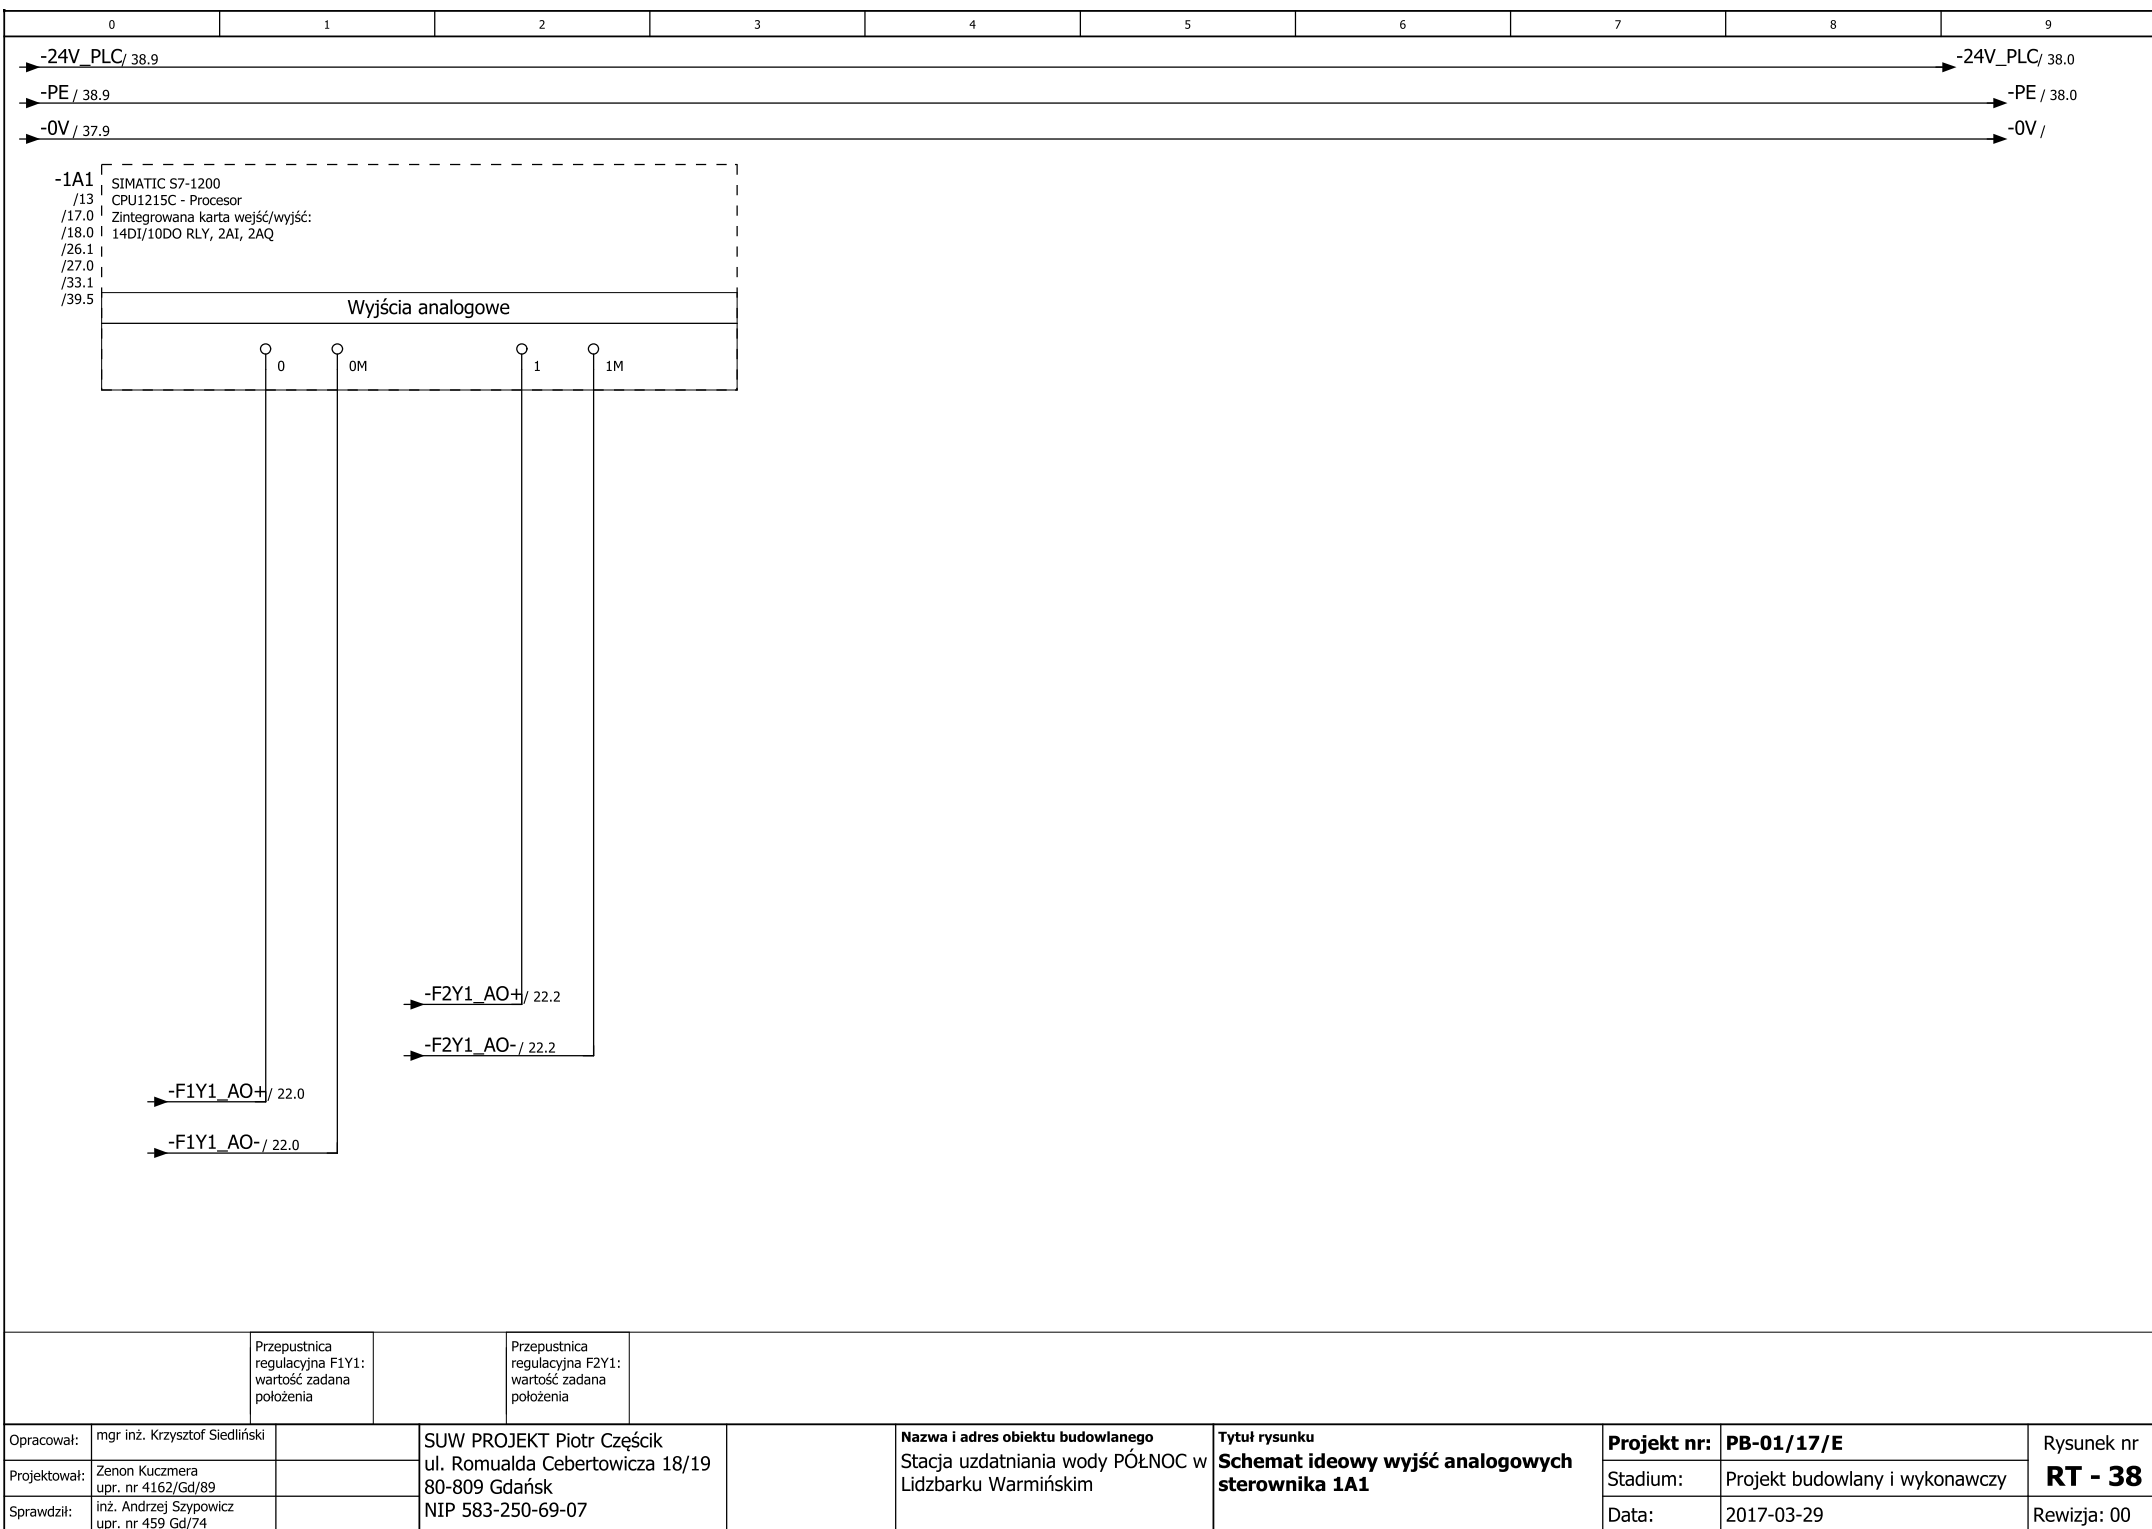 0 1 2 3 4 5 6 7 8 9
-24V_PLC/ 38.9 -24V_PLC/ 38.0
-PE / 38.9 -PE / 38.0
-0V / 37.9 -0V /
-1A1
/13
/17.0
/18.0
/26.1
/27.0
/33.1
/39.5
SIMATIC S7-1200
CPU1215C - Procesor
Zintegrowana karta wejść/wyjść:
14DI/10DO RLY, 2AI, 2AQ
Wyjścia analogowe
0 0M 1 1M
-F2Y1_AO+/ 22.2
-F2Y1_AO-/ 22.2
-F1Y1_AO+/ 22.0
-F1Y1_AO-/ 22.0
Przepustnica
regulacyjna F1Y1:
wartość zadana
położenia
Przepustnica
regulacyjna F2Y1:
wartość zadana
położenia
Opracował: mgr inż. Krzysztof Siedliński
Projektował: Zenon Kuczmera
upr. nr 4162/Gd/89
Sprawdził: inż. Andrzej Szypowicz
upr. nr 459 Gd/74
SUW PROJEKT Piotr Częścik
ul. Romualda Cebertowicza 18/19
80-809 Gdańsk
NIP 583-250-69-07
Nazwa i adres obiektu budowlanego
Stacja uzdatniania wody PÓŁNOC w
Lidzbarku Warmińskim
Tytuł rysunku
Schemat ideowy wyjść analogowych
sterownika 1A1
Projekt nr: PB-01/17/E
Stadium: Projekt budowlany i wykonawczy
Data: 2017-03-29
Rysunek nr
RT - 38
Rewizja: 00